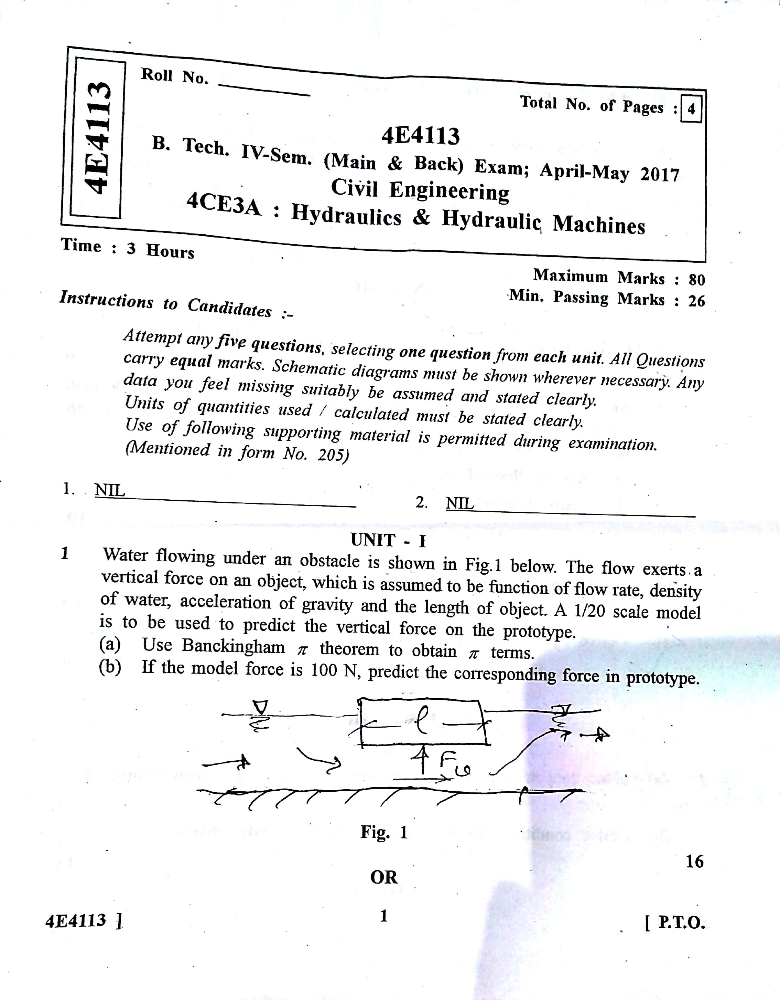 4E4113
Roll No.
Total No. of Pages : 4
4E4113
B. Tech. IV-Sem. (Main & Back) Exam; April-May 2017
Civil Engineering
4CE3A : Hydraulics & Hydraulic Machines
Time : 3 Hours
Maximum Marks : 80
Min. Passing Marks : 26
Instructions to Candidates :-
Attempt any five questions, selecting one question from each unit. All Questions
carry equal marks. Schematic diagrams must be shown wherever necessary. Any
data you feel missing suitably be assumed and stated clearly.
Units of quantities used / calculated must be stated clearly.
Use of following supporting material is permitted during examination.
(Mentioned in form No. 205)
1. NIL
2. NIL
UNIT - I
1 Water flowing under an obstacle is shown in Fig.1 below. The flow exerts a
vertical force on an object, which is assumed to be function of flow rate, density
of water, acceleration of gravity and the length of object. A 1/20 scale model
is to be used to predict the vertical force on the prototype.
(a) Use Banckingham π theorem to obtain π terms.
(b) If the model force is 100 N, predict the corresponding force in prototype.
l
Fv
Fig. 1
16
OR
4E4113 ]
1
[ P.T.O.